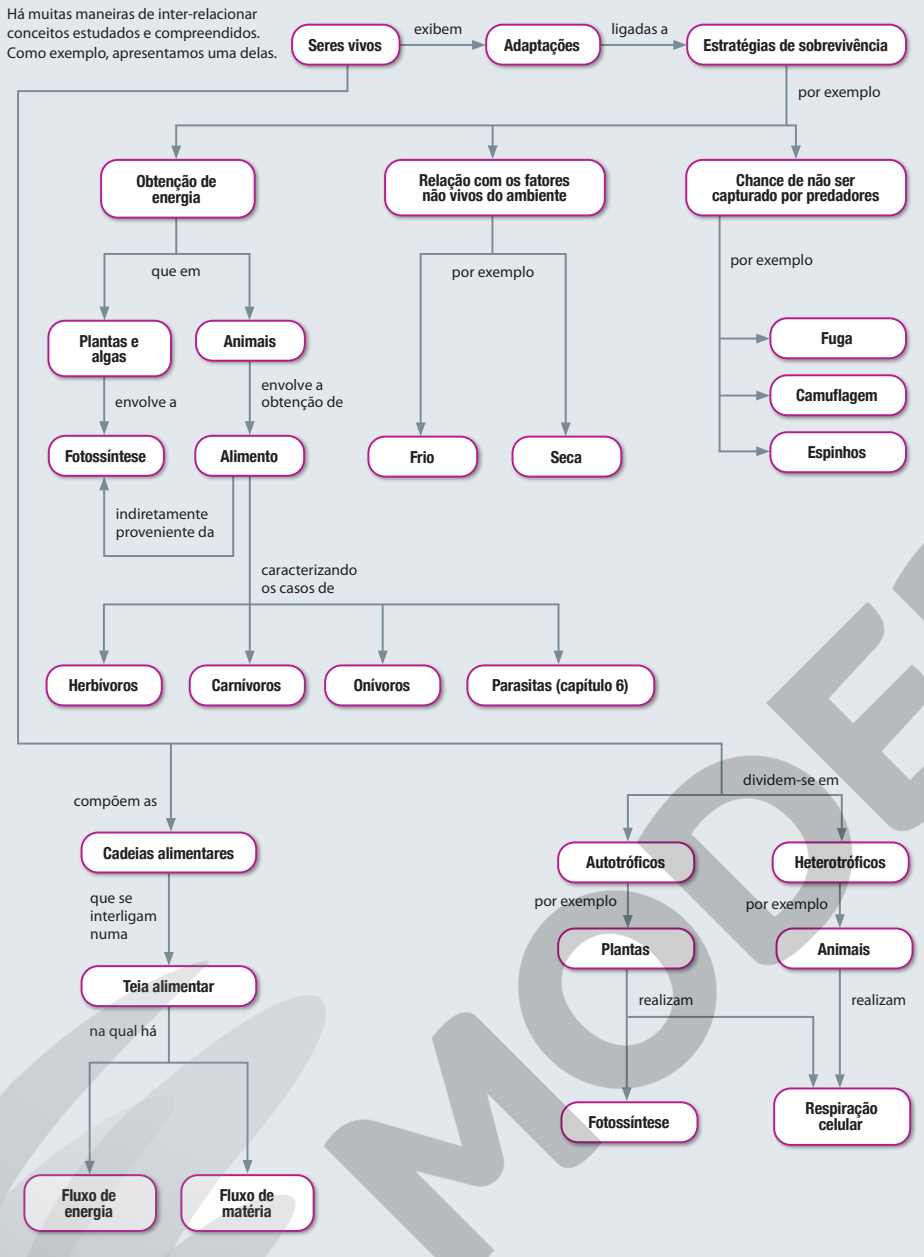 Há muitas maneiras de inter-relacionar
conceitos estudados e compreendidos.
Como exemplo, apresentamos uma delas.
Seres vivos
exibem
Adaptações
ligadas a
Estratégias de sobrevivência
por exemplo
Obtenção de
energia
Relação com os fatores
não vivos do ambiente
Chance de não ser
capturado por predadores
que em
por exemplo
por exemplo
Plantas e
algas
Animais
Fuga
envolve a
envolve a
obtenção de
Camuflagem
Fotossíntese
Alimento
Frio
Seca
Espinhos
indiretamente
proveniente da
caracterizando
os casos de
Herbívoros
Carnívoros
Onívoros
Parasitas (capítulo 6)
compõem as
dividem-se em
Cadeias alimentares
Autotróficos
Heterotróficos
que se
interligam
numa
por exemplo
por exemplo
Plantas
Animais
Teia alimentar
realizam
realizam
na qual há
Fotossíntese
Respiração
celular
Fluxo de
energia
Fluxo de
matéria